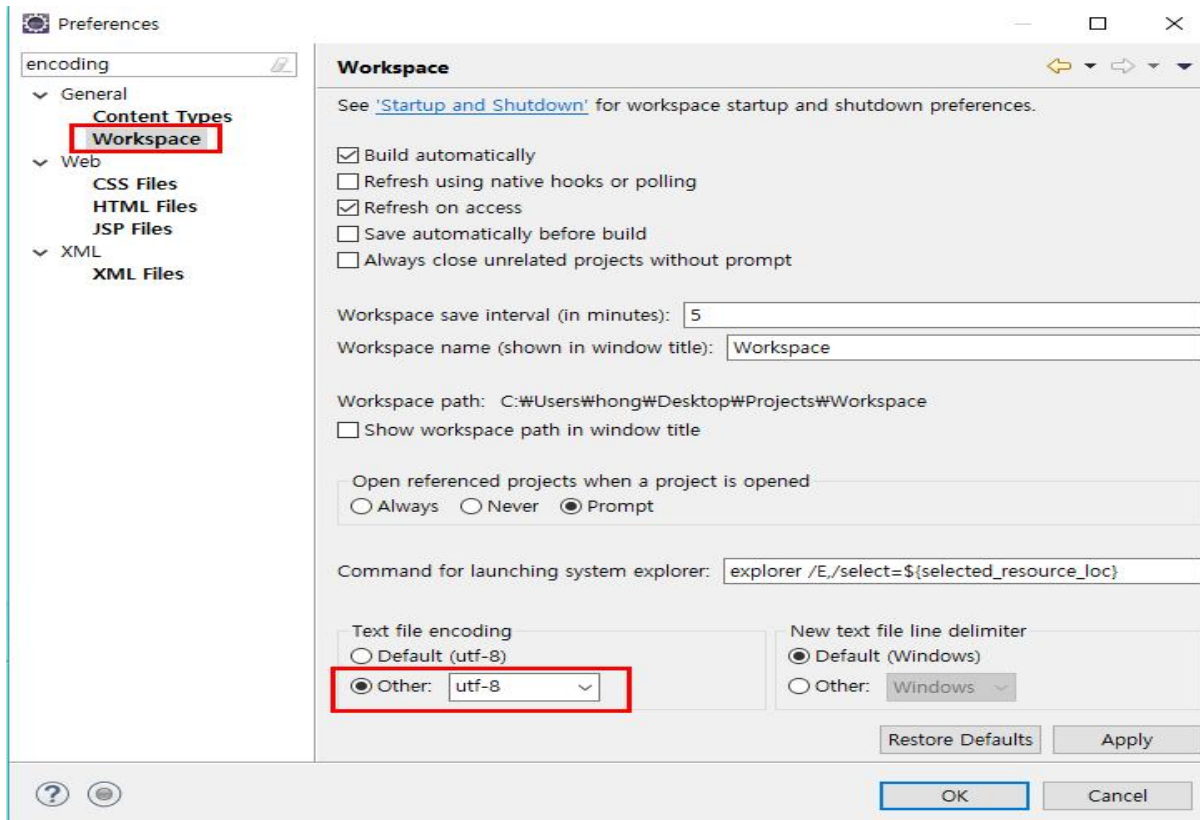 Preferences
encoding
General
Content Types
Workspace
Web
CSS Files
HTML Files
JSP Files
XML
XML Files
Workspace
See 'Startup and Shutdown' for workspace startup and shutdown preferences.
Build automatically
Refresh using native hooks or polling
Refresh on access
Save automatically before build
Always close unrelated projects without prompt
Workspace save interval (in minutes): 5
Workspace name (shown in window title): Workspace
Workspace path: C:₩Users₩hong₩Desktop₩Projects₩Workspace
Show workspace path in window title
Open referenced projects when a project is opened
Always Never Prompt
Command for launching system explorer: explorer /E,/select=${selected_resource_loc}
Text file encoding
Default (utf-8)
Other: utf-8
New text file line delimiter
Default (Windows)
Other: Windows
Restore Defaults Apply
OK Cancel